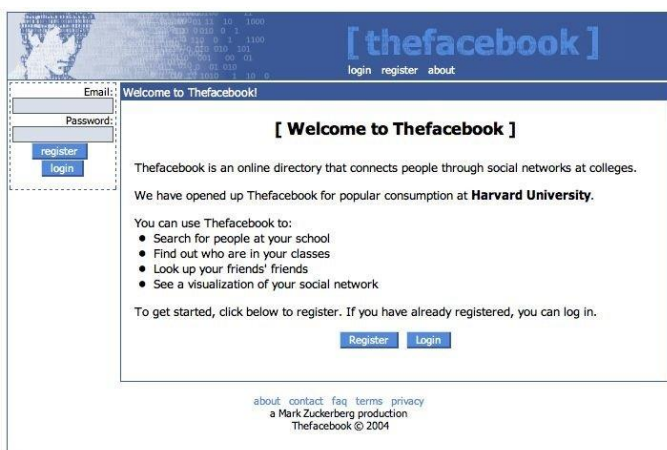 [ thefacebook ]
login register about
Email:
Password:
register
login
Welcome to Thefacebook!
[ Welcome to Thefacebook ]
Thefacebook is an online directory that connects people through social networks at colleges.
We have opened up Thefacebook for popular consumption at Harvard University.
You can use Thefacebook to:
• Search for people at your school
• Find out who are in your classes
• Look up your friends' friends
• See a visualization of your social network
To get started, click below to register. If you have already registered, you can log in.
Register Login
about contact faq terms privacy
a Mark Zuckerberg production
Thefacebook © 2004